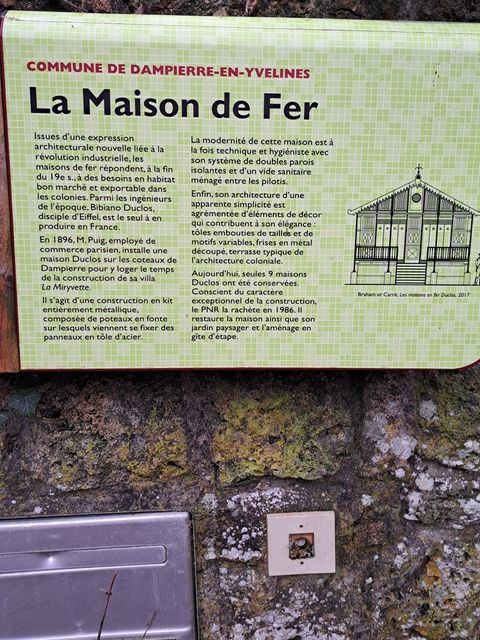 COMMUNE DE DAMPIERRE-EN-YVELINES
La Maison de Fer
Issues d'une expression
architecturale nouvelle liée à la
révolution industrielle, les
maisons de fer répondent, à la fin
du 19e s., à des besoins en habitat
bon marché et exportable dans
les colonies. Parmi les ingénieurs
de l'époque, Bibiano Duclos,
disciple d'Eiffel, est le seul à en
produire en France.
En 1896, M. Puig, employé de
commerce parisien, installe une
maison Duclos sur les coteaux de
Dampierre pour y loger le temps
de la construction de sa villa
La Miryvette.
Il s'agit d'une construction en kit
entièrement métallique,
composée de poteaux en fonte
sur lesquels viennent se fixer des
panneaux en tôle d'acier.
La modernité de cette maison est à
la fois technique et hygiéniste avec
son système de doubles parois
isolantes et d'un vide sanitaire
ménagé entre les pilotis.
Enfin, son architecture d'une
apparente simplicité est
agrémentée d'éléments de décor
qui contribuent à son élégance :
tôles embouties de tailles et de
motifs variables, frises en métal
découpé, terrasse typique de
l'architecture coloniale.
Aujourd'hui, seules 9 maisons
Duclos ont été conservées.
Conscient du caractère
exceptionnel de la construction,
le PNR la rachète en 1986. Il
restaure la maison ainsi que son
jardin paysager et l'aménage en
gîte d'étape.
Braham et Carré, Les maisons en fer Duclos, 2017